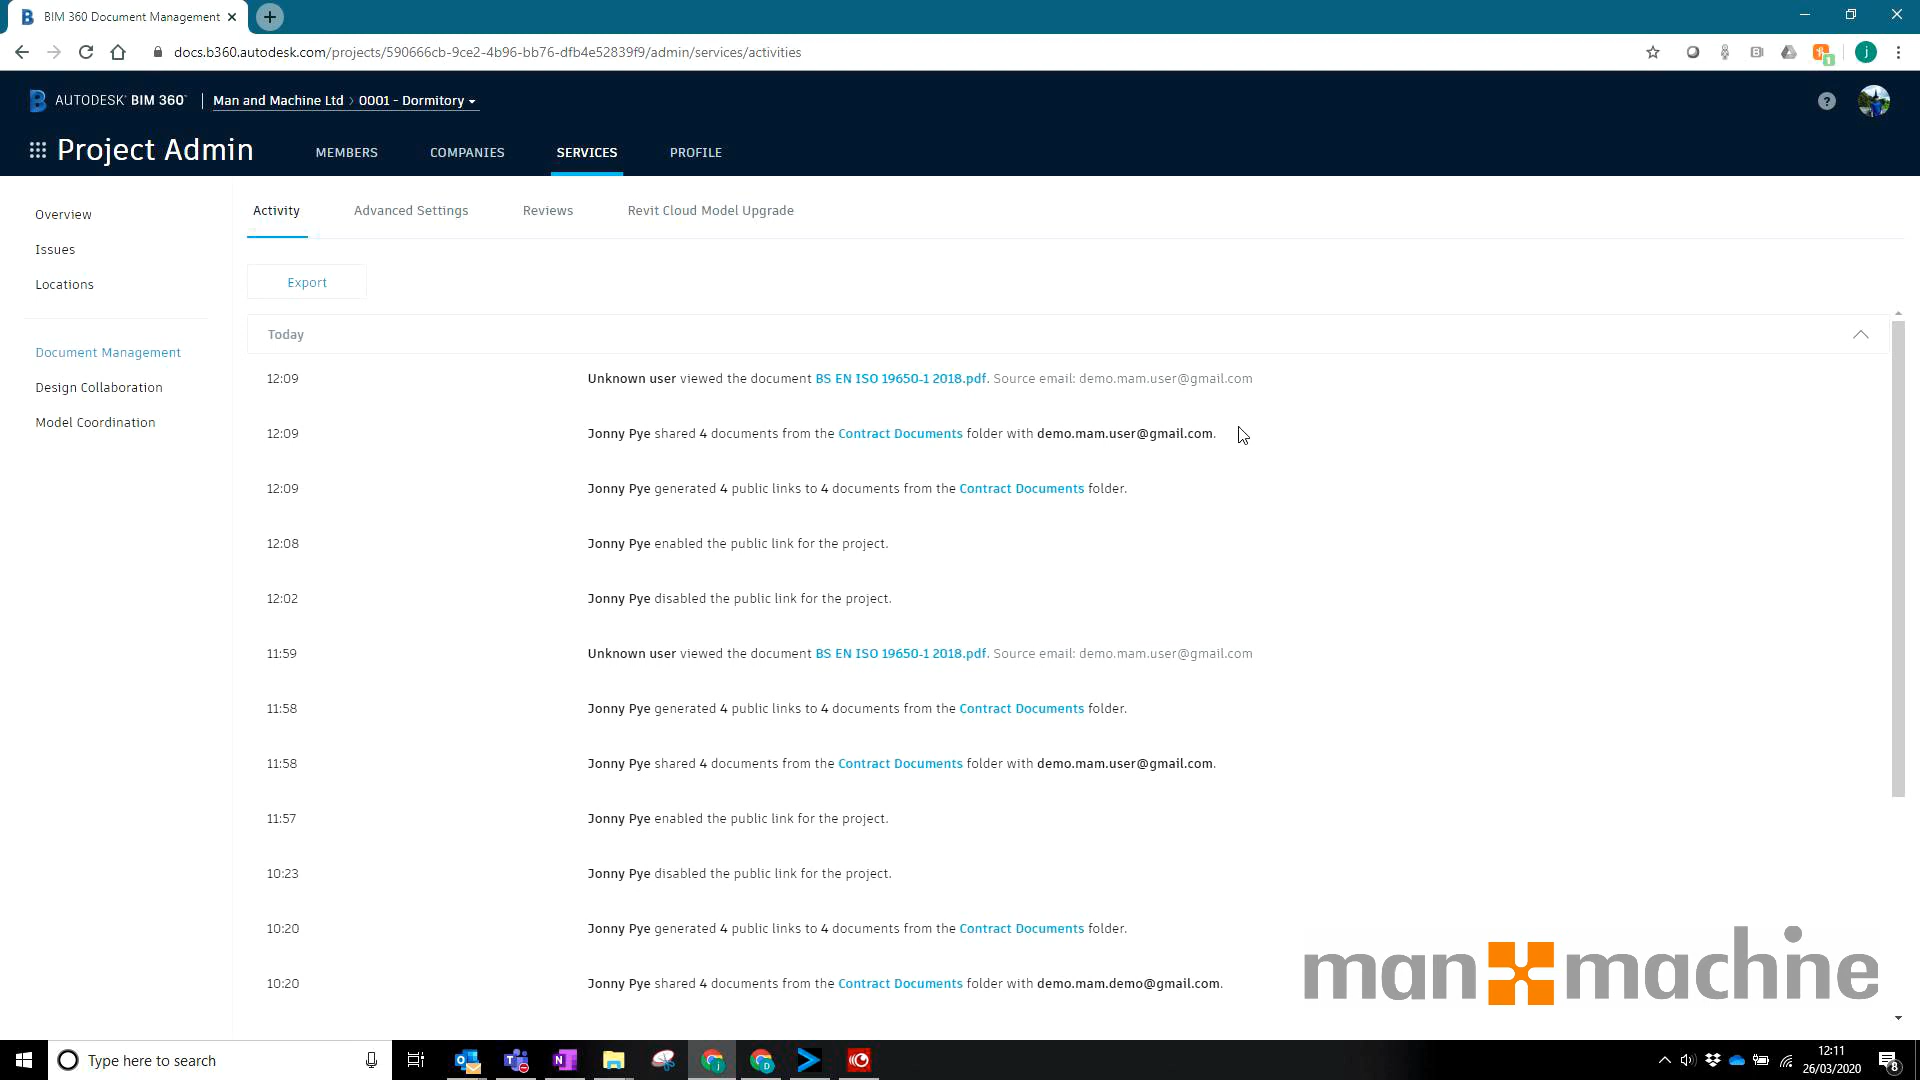 BIM 360 Document Management
docs.b360.autodesk.com/projects/590666cb-9ce2-4b96-bb76-dfb4e52839f9/admin/services/activities
AUTODESK® BIM 360™ Man and Machine Ltd > 0001 - Dormitory
Project Admin MEMBERS COMPANIES SERVICES PROFILE
Overview
Issues
Locations
Document Management
Design Collaboration
Model Coordination
Activity Advanced Settings Reviews Revit Cloud Model Upgrade
Export
Today
12:09 Unknown user viewed the document BS EN ISO 19650-1 2018.pdf. Source email: demo.mam.user@gmail.com
12:09 Jonny Pye shared 4 documents from the Contract Documents folder with demo.mam.user@gmail.com.
12:09 Jonny Pye generated 4 public links to 4 documents from the Contract Documents folder.
12:08 Jonny Pye enabled the public link for the project.
12:02 Jonny Pye disabled the public link for the project.
11:59 Unknown user viewed the document BS EN ISO 19650-1 2018.pdf. Source email: demo.mam.user@gmail.com
11:58 Jonny Pye generated 4 public links to 4 documents from the Contract Documents folder.
11:58 Jonny Pye shared 4 documents from the Contract Documents folder with demo.mam.user@gmail.com.
11:57 Jonny Pye enabled the public link for the project.
10:23 Jonny Pye disabled the public link for the project.
10:20 Jonny Pye generated 4 public links to 4 documents from the Contract Documents folder.
10:20 Jonny Pye shared 4 documents from the Contract Documents folder with demo.mam.demo@gmail.com.
man machine
Type here to search
12:11
26/03/2020
8